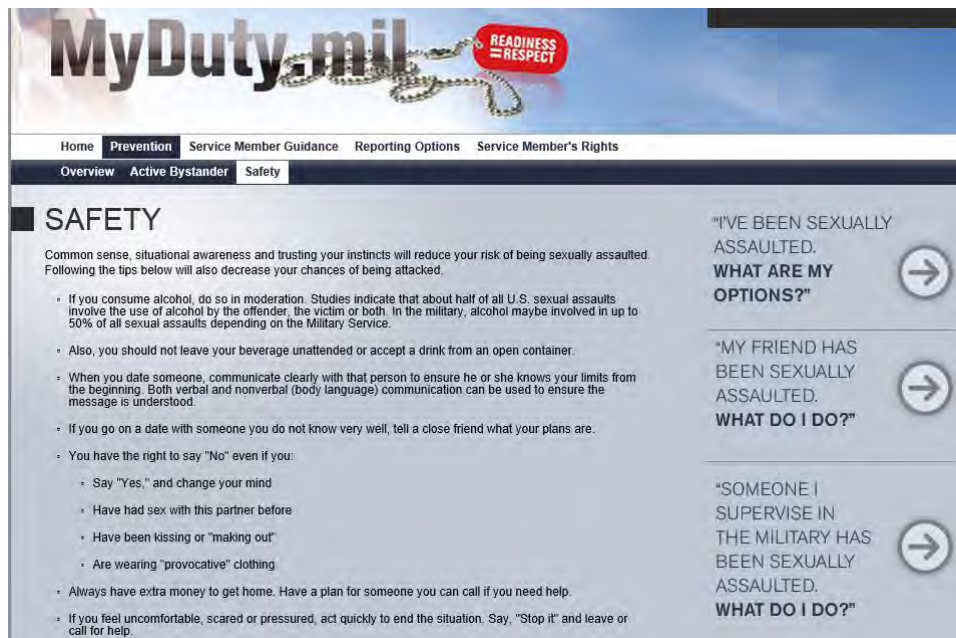 MyDuty.mil
READINESS
=RESPECT
Home Prevention Service Member Guidance Reporting Options Service Member's Rights
Overview Active Bystander Safety
SAFETY
Common sense, situational awareness and trusting your instincts will reduce your risk of being sexually assaulted.
Following the tips below will also decrease your chances of being attacked.
If you consume alcohol, do so in moderation. Studies indicate that about half of all U.S. sexual assaults
involve the use of alcohol by the offender, the victim or both. In the military, alcohol maybe involved in up to
50% of all sexual assaults depending on the Military Service.
Also, you should not leave your beverage unattended or accept a drink from an open container.
When you date someone, communicate clearly with that person to ensure he or she knows your limits from
the beginning. Both verbal and nonverbal (body language) communication can be used to ensure the
message is understood.
If you go on a date with someone you do not know very well, tell a close friend what your plans are.
You have the right to say "No" even if you:
Say "Yes," and change your mind
Have had sex with this partner before
Have been kissing or "making out"
Are wearing "provocative" clothing
Always have extra money to get home. Have a plan for someone you can call if you need help.
If you feel uncomfortable, scared or pressured, act quickly to end the situation. Say, "Stop it" and leave or
call for help.
"I'VE BEEN SEXUALLY
ASSAULTED.
WHAT ARE MY
OPTIONS?"
"MY FRIEND HAS
BEEN SEXUALLY
ASSAULTED.
WHAT DO I DO?"
"SOMEONE I
SUPERVISE IN
THE MILITARY HAS
BEEN SEXUALLY
ASSAULTED.
WHAT DO I DO?"